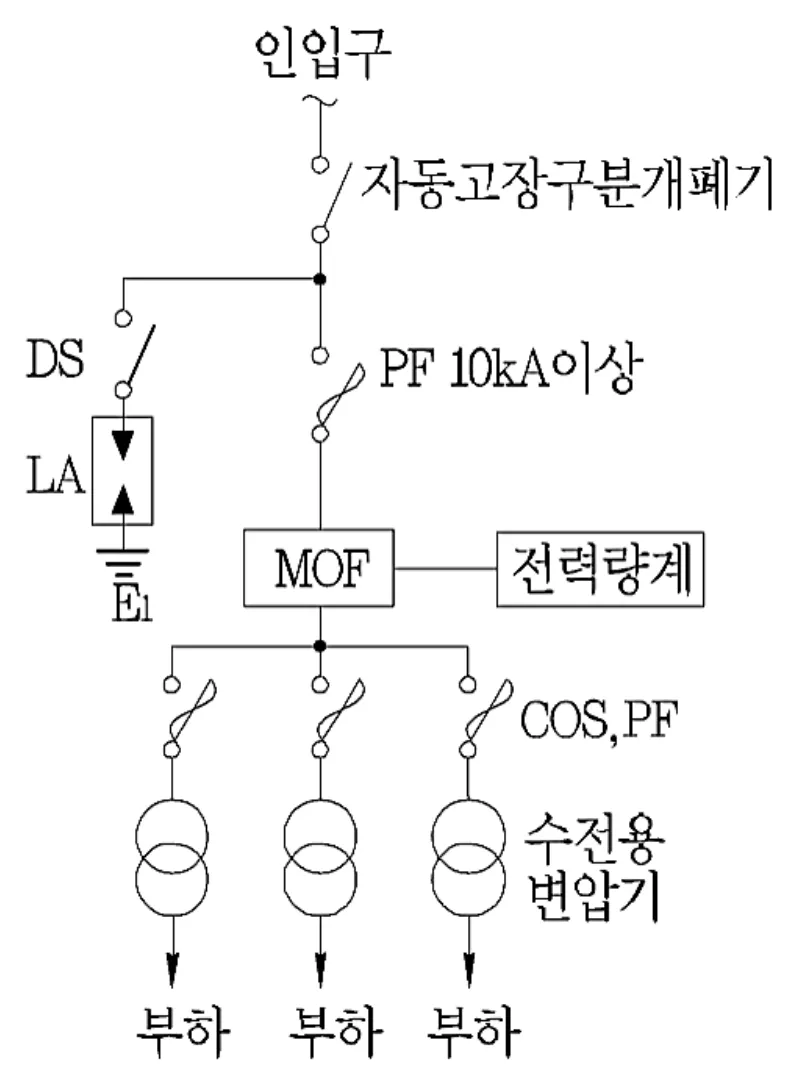 인입구
자동고장구분개폐기
DS
PF 10kA이상
LA
MOF
전력량계
E1
COS,PF
수전용
변압기
부하 부하 부하